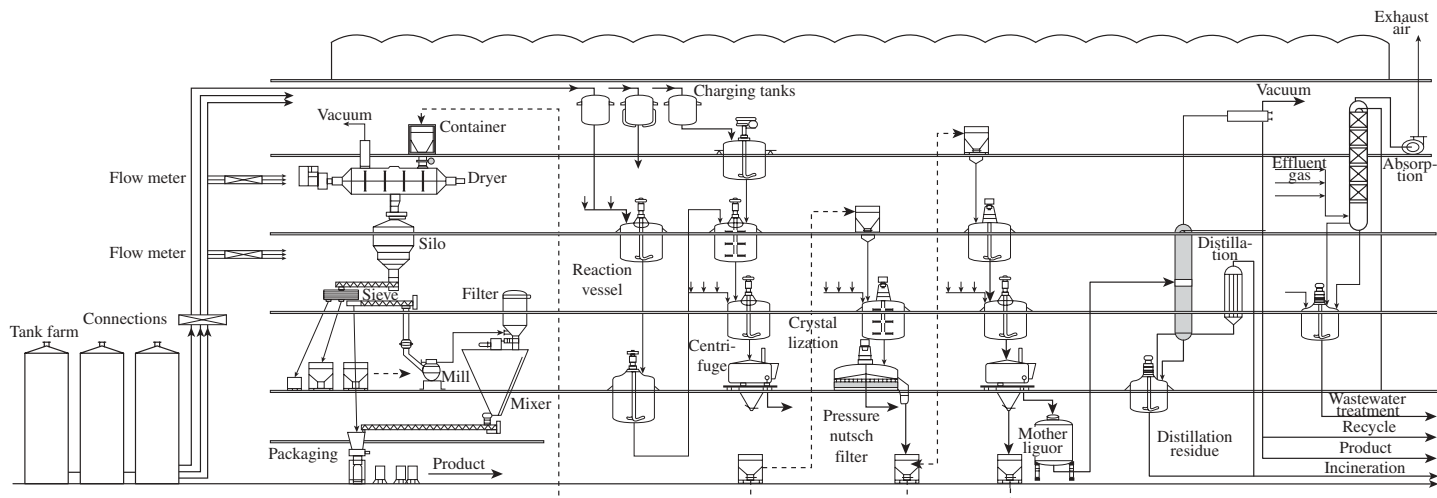 Exhaust
air
Charging tanks
Vacuum
Vacuum
Container
Flow meter
Dryer
Effluent
gas
Absorp-
tion
Silo
Flow meter
Distilla-
tion
Reaction
vessel
Sieve
Filter
Connections
Tank farm
Crystal
lization
Centri-
fuge
Mill
Mixer
Wastewater
treatment
Pressure
nutsch
filter
Mother
liguor
Recycle
Distillation
residue
Packaging
Product
Product
Incineration